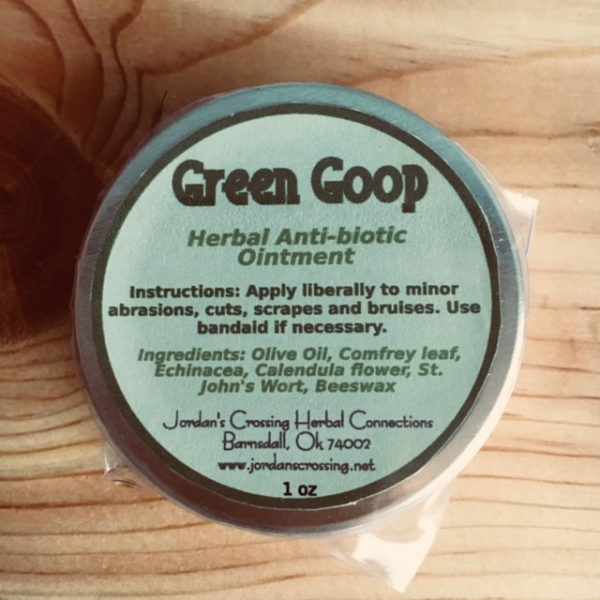 Green Goop
Herbal Anti-biotic
Ointment
Instructions: Apply liberally to minor
abrasions, cuts, scrapes and bruises. Use
bandaid if necessary.
Ingredients: Olive Oil, Comfrey leaf,
Echinacea, Calendula flower, St.
John's Wort, Beeswax
Jordan's Crossing Herbal Connections
Barnsdall, Ok 74002
www.jordanscrossing.net
1 oz